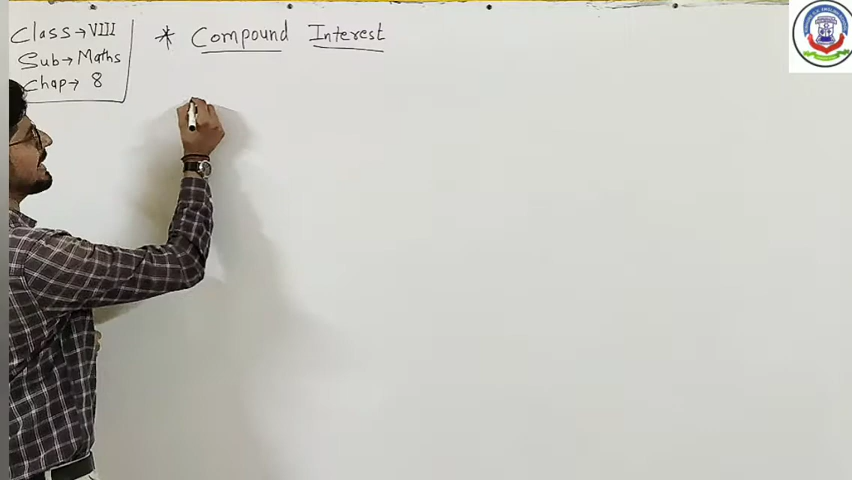 Class → VIII
Sub → Maths
Chap → 8
* Compound Interest